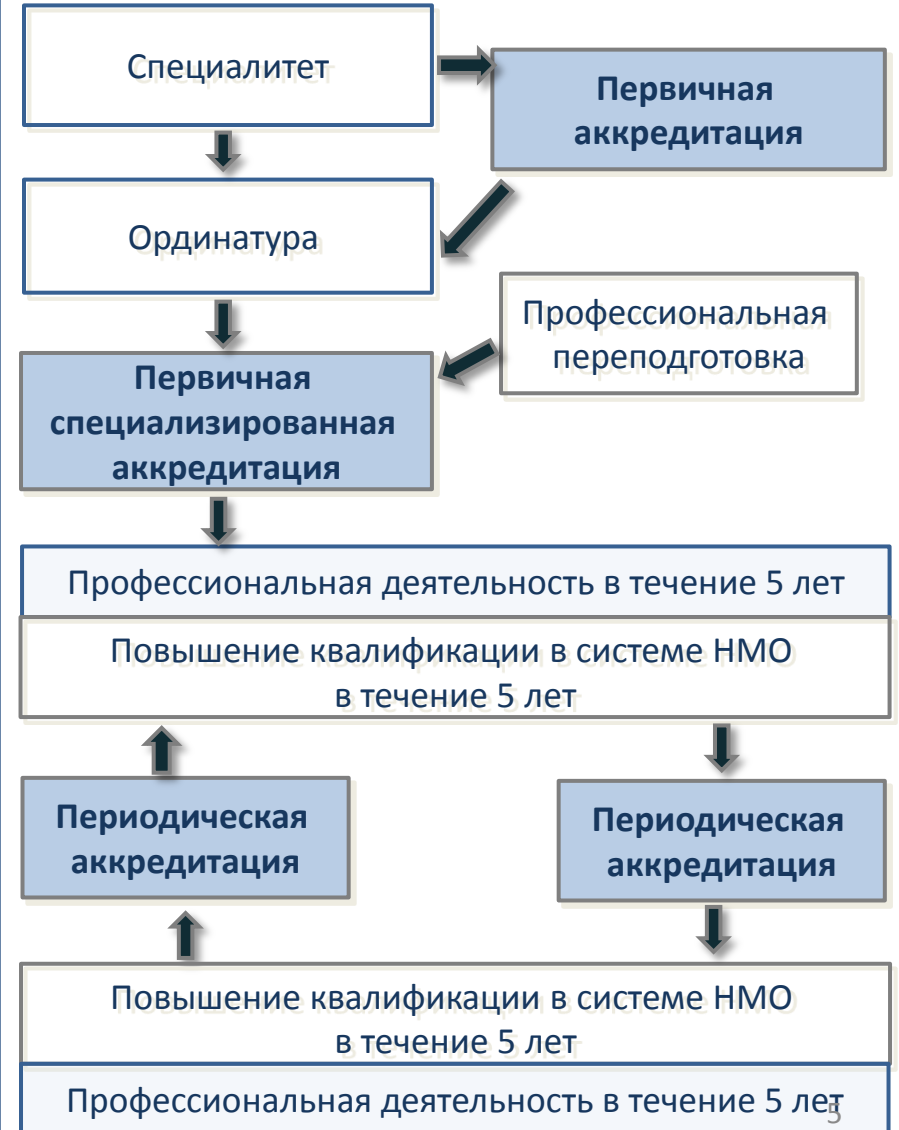 Специалитет
Первичная
аккредитация
Ординатура
Профессиональная
переподготовка
Первичная
специализированная
аккредитация
Профессиональная деятельность в течение 5 лет
Повышение квалификации в системе НМО
в течение 5 лет
Периодическая
аккредитация
Периодическая
аккредитация
Повышение квалификации в системе НМО
в течение 5 лет
Профессиональная деятельность в течение 5 лет
5